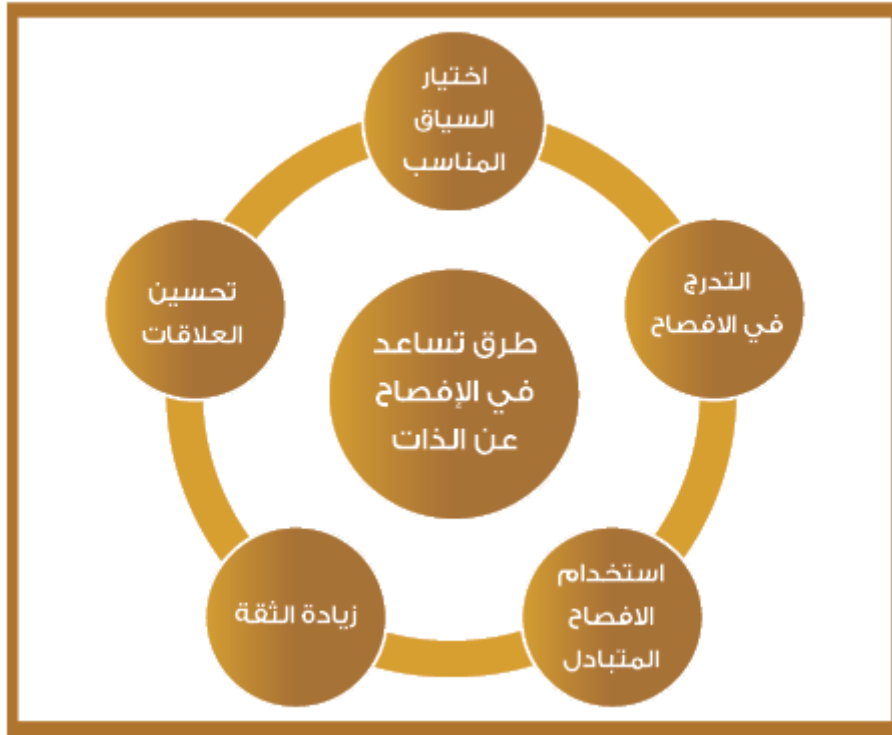 اختيار
السياق
المناسب
التدرج
في الافصاح
استخدام
الافصاح
المتبادل
زيادة الثقة
تحسين
العلاقات
طرق تساعد
في الإفصاح
عن الذات